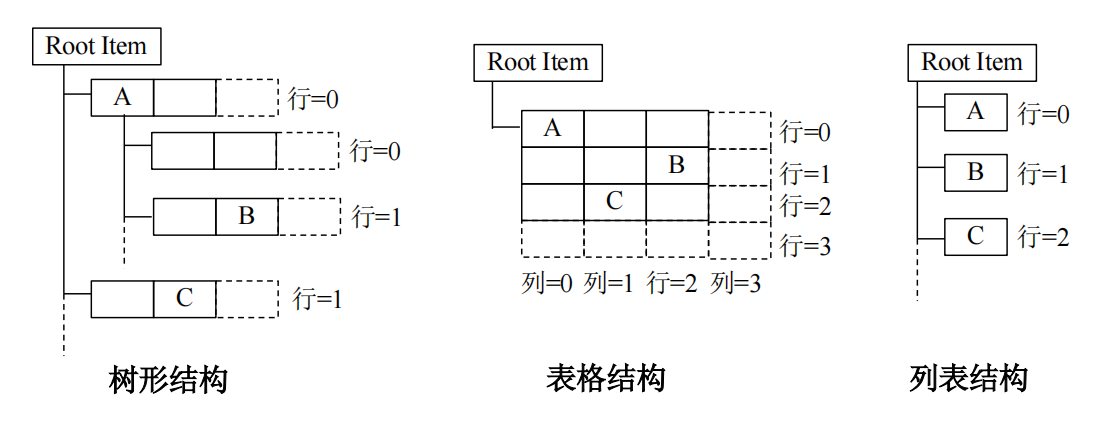 Root Item
A
行=0
行=0
B
行=1
C
行=1
树形结构
Root Item
A
行=0
B
行=1
C
行=2
行=3
列=0 列=1 行=2 列=3
表格结构
Root Item
A
行=0
B
行=1
C
行=2
列表结构